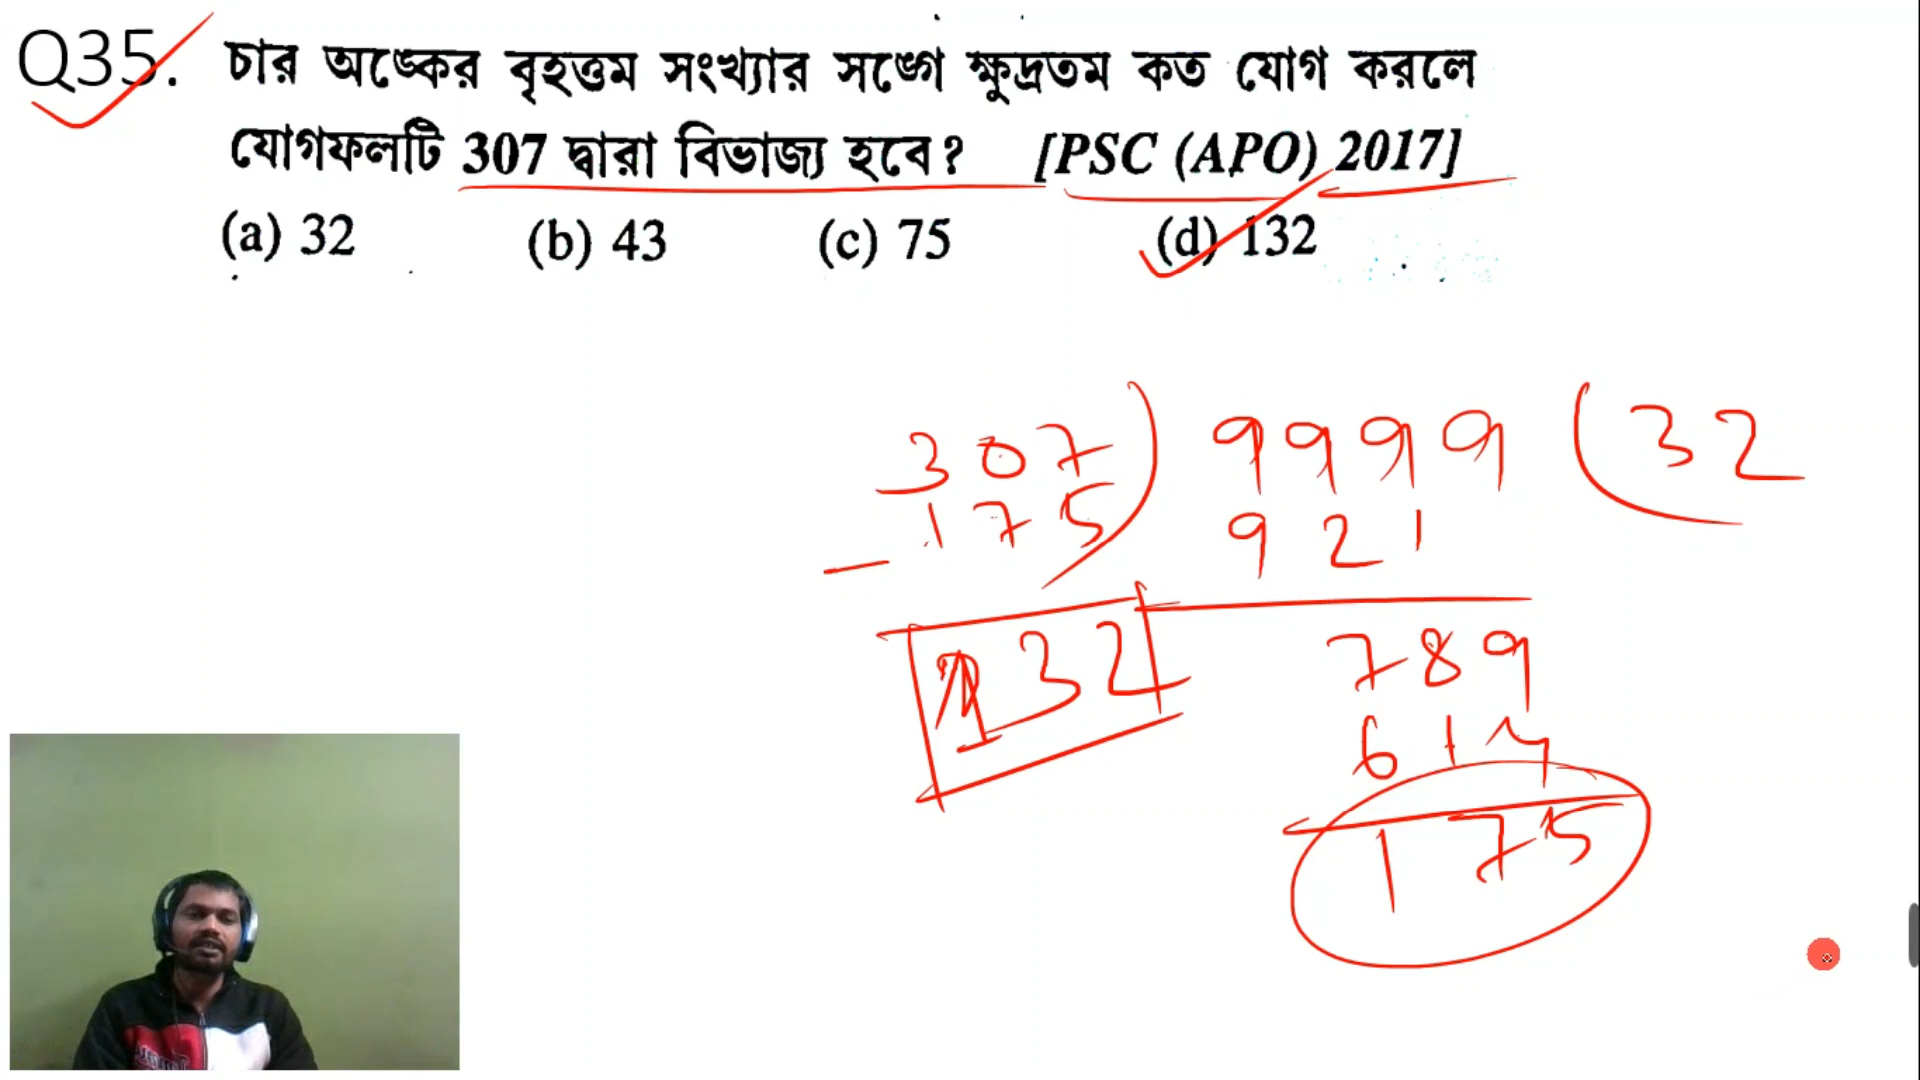 Q35. চার অঙ্কের বৃহত্তম সংখ্যার সঙ্গে ক্ষুদ্রতম কত যোগ করলে
যোগফলটি 307 দ্বারা বিভাজ্য হবে? [PSC (APO) 2017]
(a) 32 (b) 43 (c) 75 (d) 132
307 ) 9999 ( 32
- 175 921
132 789
614
175